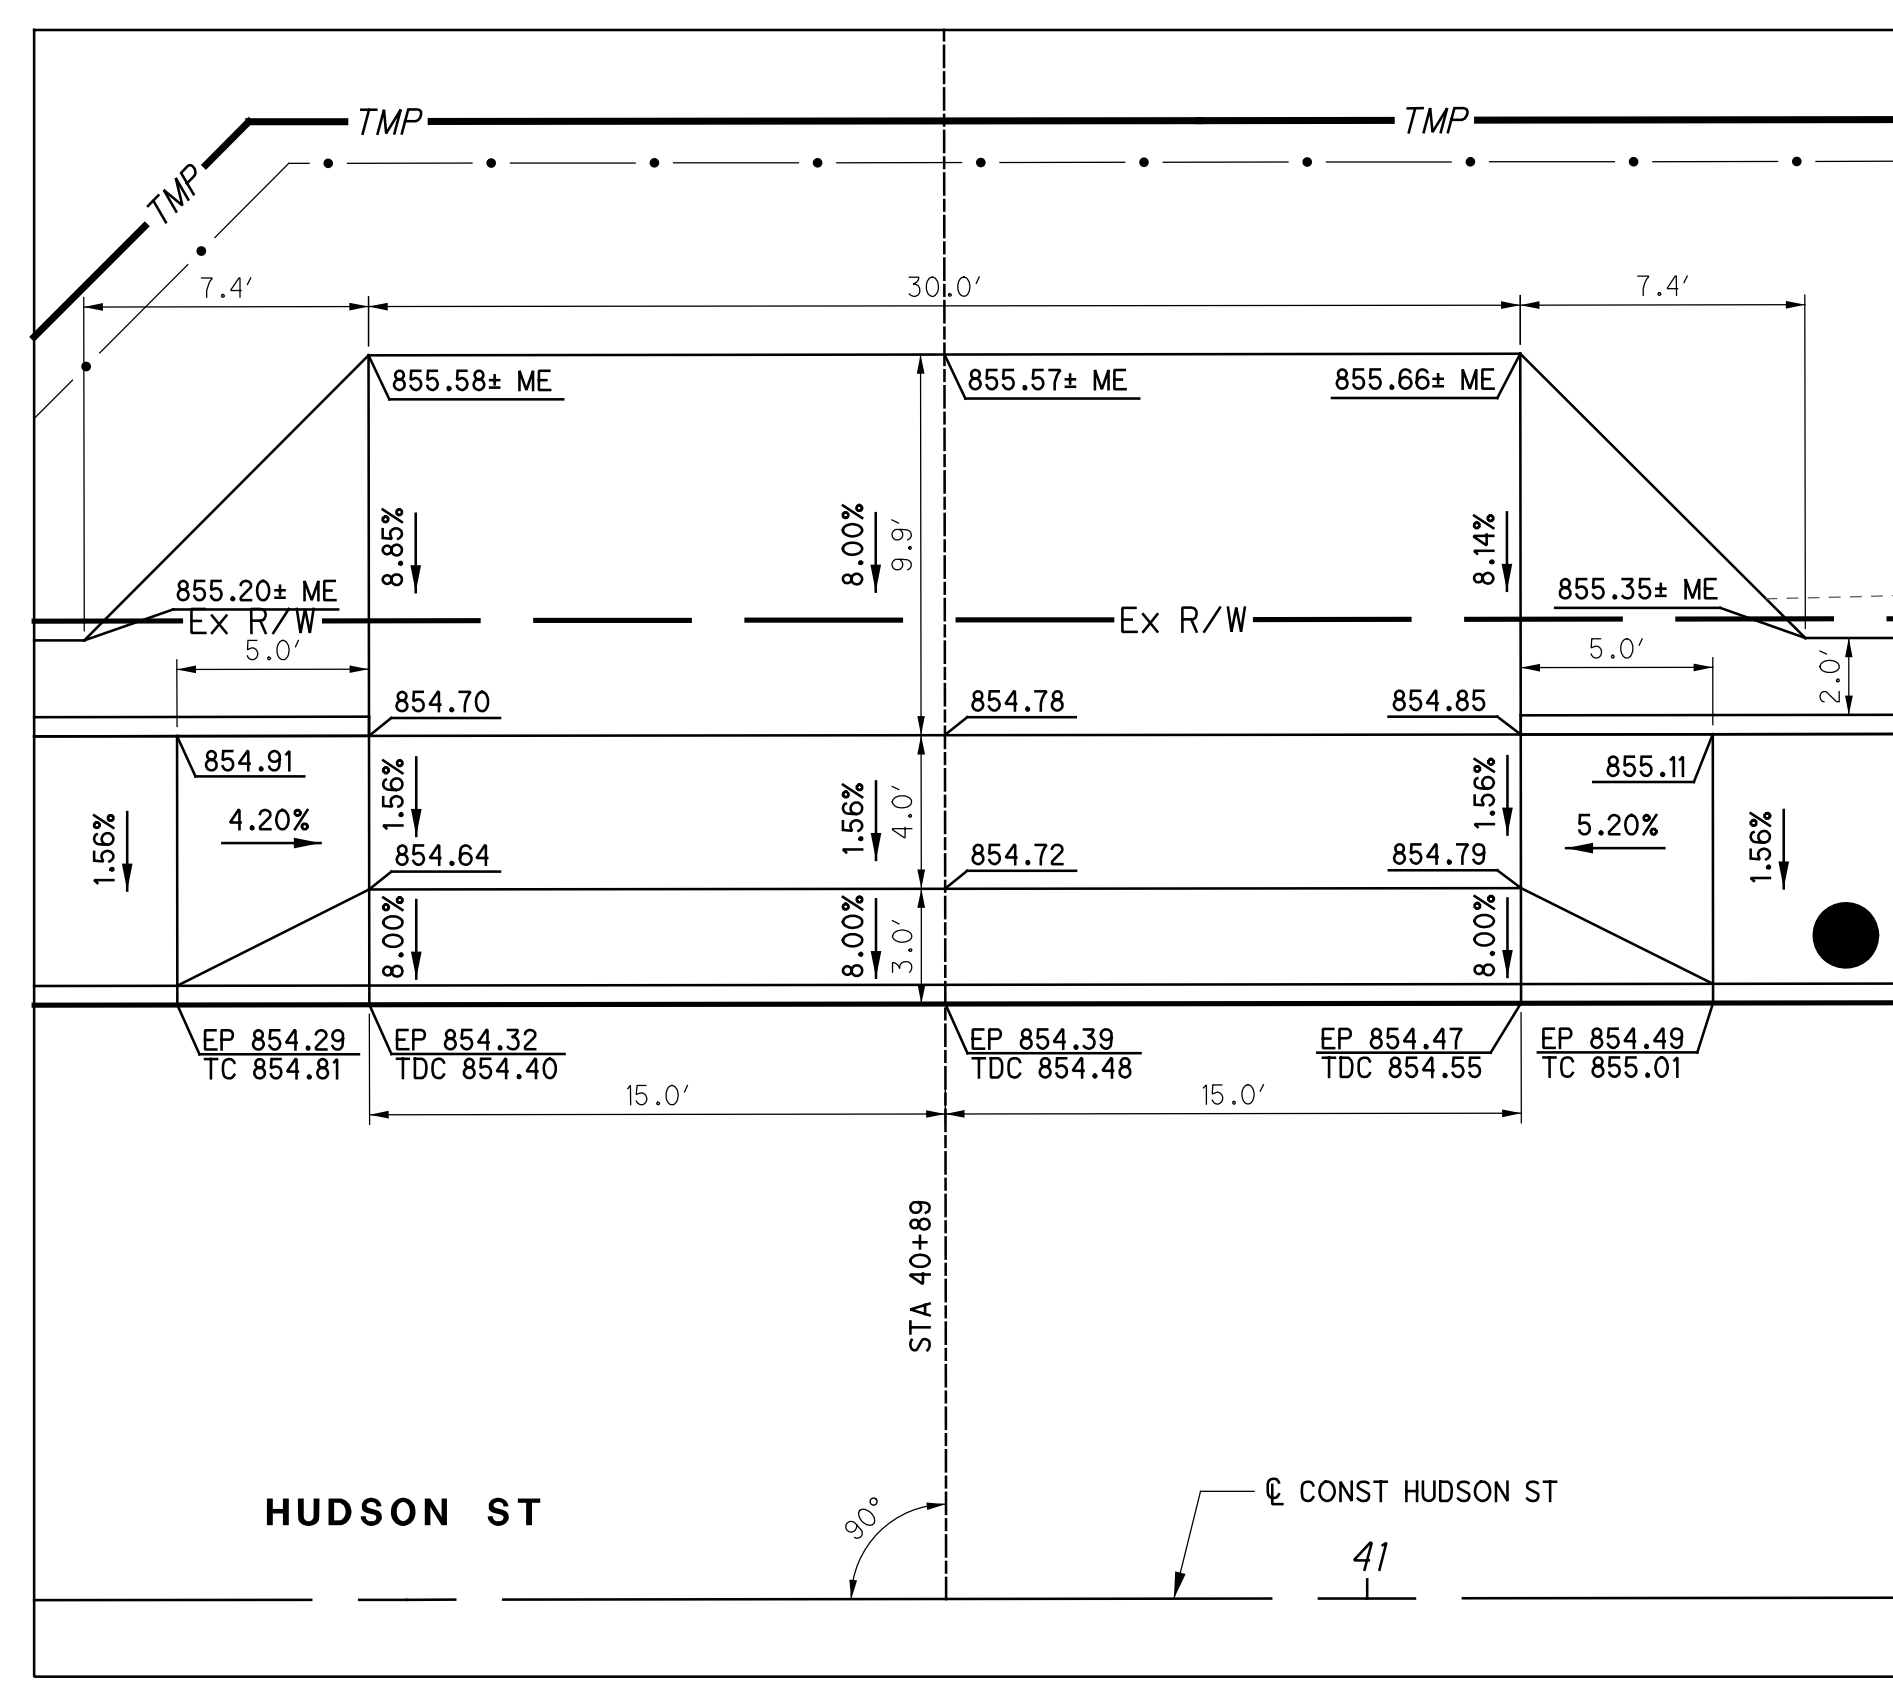 TMP
TMP
TMP
7.4'
30.0'
7.4'
855.58± ME
855.57± ME
855.66± ME
8.85%
8.00%
9.9'
8.14%
855.20± ME
855.35± ME
Ex R/W
Ex R/W
5.0'
5.0'
2.0'
854.70
854.78
854.85
854.91
855.11
1.56%
4.20%
1.56%
1.56%
4.0'
1.56%
5.20%
1.56%
854.64
854.72
854.79
8.00%
8.00%
3.0'
8.00%
EP 854.29
TC 854.81
EP 854.32
TDC 854.40
EP 854.39
TDC 854.48
EP 854.47
TDC 854.55
EP 854.49
TC 855.01
15.0'
15.0'
STA 40+89
HUDSON ST
90°
℄ CONST HUDSON ST
41